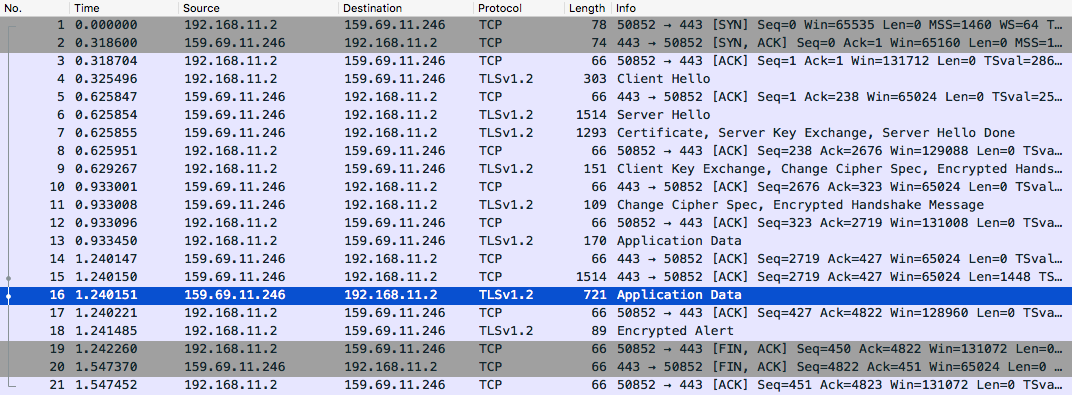 No. Time Source Destination Protocol Length Info
1 0.000000 192.168.11.2 159.69.11.246 TCP 78 50852 → 443 [SYN] Seq=0 Win=65535 Len=0 MSS=1460 WS=64 T…
2 0.318600 159.69.11.246 192.168.11.2 TCP 74 443 → 50852 [SYN, ACK] Seq=0 Ack=1 Win=65160 Len=0 MSS=1…
3 0.318704 192.168.11.2 159.69.11.246 TCP 66 50852 → 443 [ACK] Seq=1 Ack=1 Win=131712 Len=0 TSval=286…
4 0.325496 192.168.11.2 159.69.11.246 TLSv1.2 303 Client Hello
5 0.625847 159.69.11.246 192.168.11.2 TCP 66 443 → 50852 [ACK] Seq=1 Ack=238 Win=65024 Len=0 TSval=25…
6 0.625854 159.69.11.246 192.168.11.2 TLSv1.2 1514 Server Hello
7 0.625855 159.69.11.246 192.168.11.2 TLSv1.2 1293 Certificate, Server Key Exchange, Server Hello Done
8 0.625951 192.168.11.2 159.69.11.246 TCP 66 50852 → 443 [ACK] Seq=238 Ack=2676 Win=129088 Len=0 TSva…
9 0.629267 192.168.11.2 159.69.11.246 TLSv1.2 151 Client Key Exchange, Change Cipher Spec, Encrypted Hands…
10 0.933001 159.69.11.246 192.168.11.2 TCP 66 443 → 50852 [ACK] Seq=2676 Ack=323 Win=65024 Len=0 TSva…
11 0.933008 159.69.11.246 192.168.11.2 TLSv1.2 109 Change Cipher Spec, Encrypted Handshake Message
12 0.933096 192.168.11.2 159.69.11.246 TCP 66 50852 → 443 [ACK] Seq=323 Ack=2719 Win=131008 Len=0 TSva…
13 0.933450 192.168.11.2 159.69.11.246 TLSv1.2 170 Application Data
14 1.240147 159.69.11.246 192.168.11.2 TCP 66 443 → 50852 [ACK] Seq=2719 Ack=427 Win=65024 Len=0 TSva…
15 1.240150 159.69.11.246 192.168.11.2 TCP 1514 443 → 50852 [ACK] Seq=2719 Ack=427 Win=65024 Len=1448 TS…
16 1.240151 159.69.11.246 192.168.11.2 TLSv1.2 721 Application Data
17 1.240221 192.168.11.2 159.69.11.246 TCP 66 50852 → 443 [ACK] Seq=427 Ack=4822 Win=128960 Len=0 TSva…
18 1.241485 192.168.11.2 159.69.11.246 TLSv1.2 89 Encrypted Alert
19 1.242260 192.168.11.2 159.69.11.246 TCP 66 50852 → 443 [FIN, ACK] Seq=450 Ack=4822 Win=131072 Len=0…
20 1.547370 159.69.11.246 192.168.11.2 TCP 66 443 → 50852 [FIN, ACK] Seq=4822 Ack=451 Win=65024 Len=0 …
21 1.547452 192.168.11.2 159.69.11.246 TCP 66 50852 → 443 [ACK] Seq=451 Ack=4823 Win=131072 Len=0 TSva…